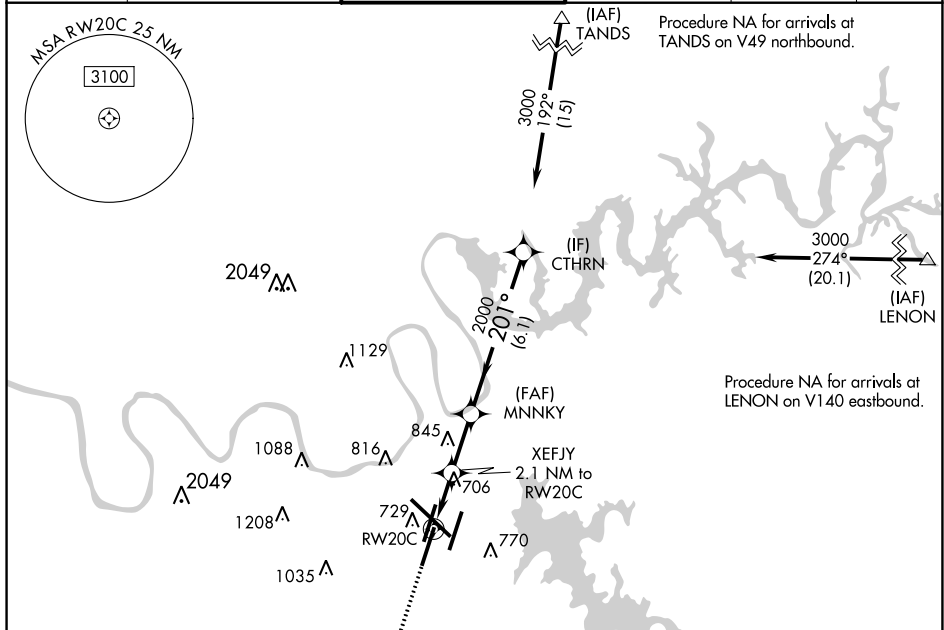 MSA RW20C 25 NM
3100
(IAF)
TANDS
Procedure NA for arrivals at
TANDS on V49 northbound.
3000
192°
(15)
(IF)
CTHRN
3000
274°
(20.1)
(IAF)
LENON
2049
2000
201°
(6.1)
1129
Procedure NA for arrivals at
LENON on V140 eastbound.
(FAF)
MNNKY
845
1088
816
XEFJY
2.1 NM to
RW20C
2049
706
1208
729
RW20C
770
1035